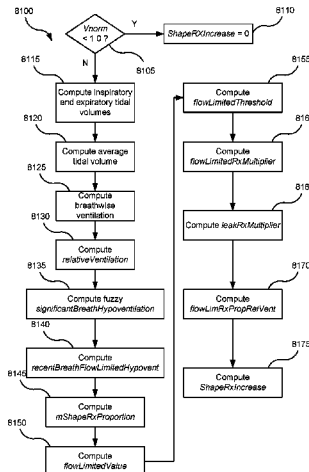 8100
Vnorm
< 1 0 ?
Y
8110
ShapeRXIncrease = 0
8105
N
8115
Compute inspiratory
and expiratory tidal
volumes
8120
Compute average
tidal volume
8125
Compute
breathwise
ventilation
8130
Compute
relativeVentilation
8135
Compute fuzzy
significantBreathHypoventilation
8140
Compute
recentBreathFlowLimitedHypovent
8145
Compute
mShapeRxProportion
8150
Compute
flowLimitedValue
8155
Compute
flowLimitedThreshold
816
Compute
flowLimitedRxMultiplier
816
Compute leakRxMultiplier
8170
Compute
flowLimRxPropRelVent
8175
Compute
ShapeRxIncrease